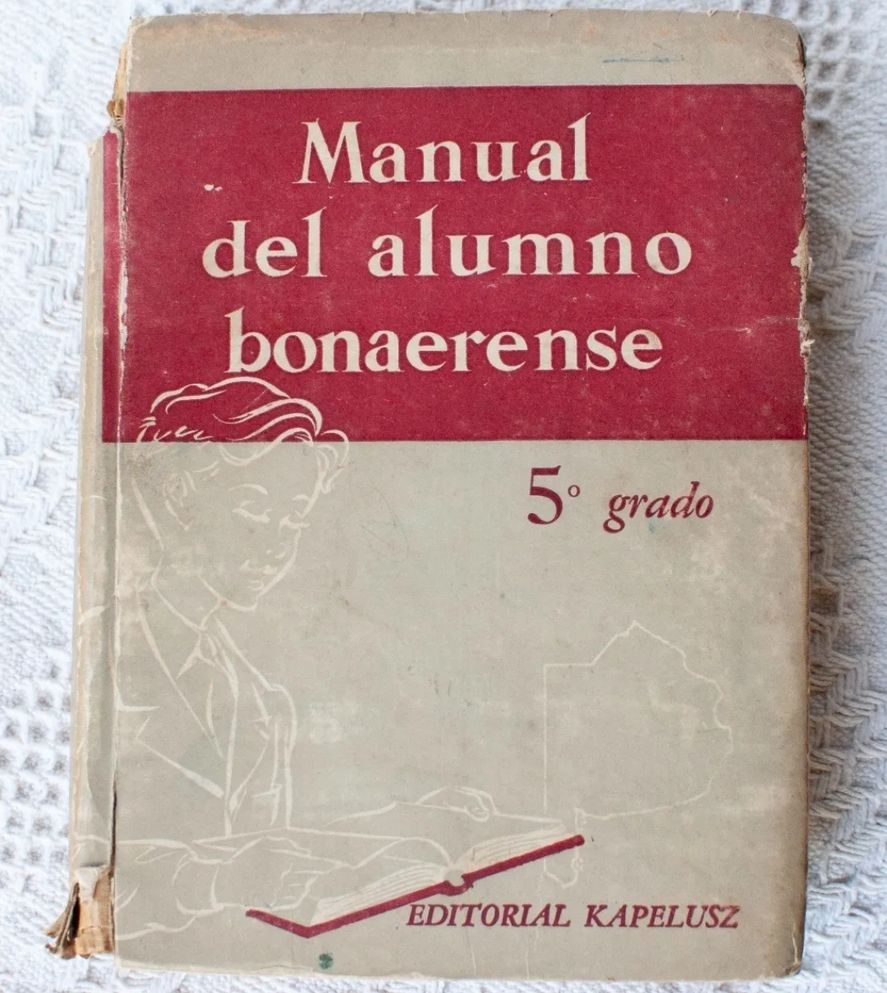 Manual
del alumno
bonaerense
5º grado
EDITORIAL KAPELUSZ